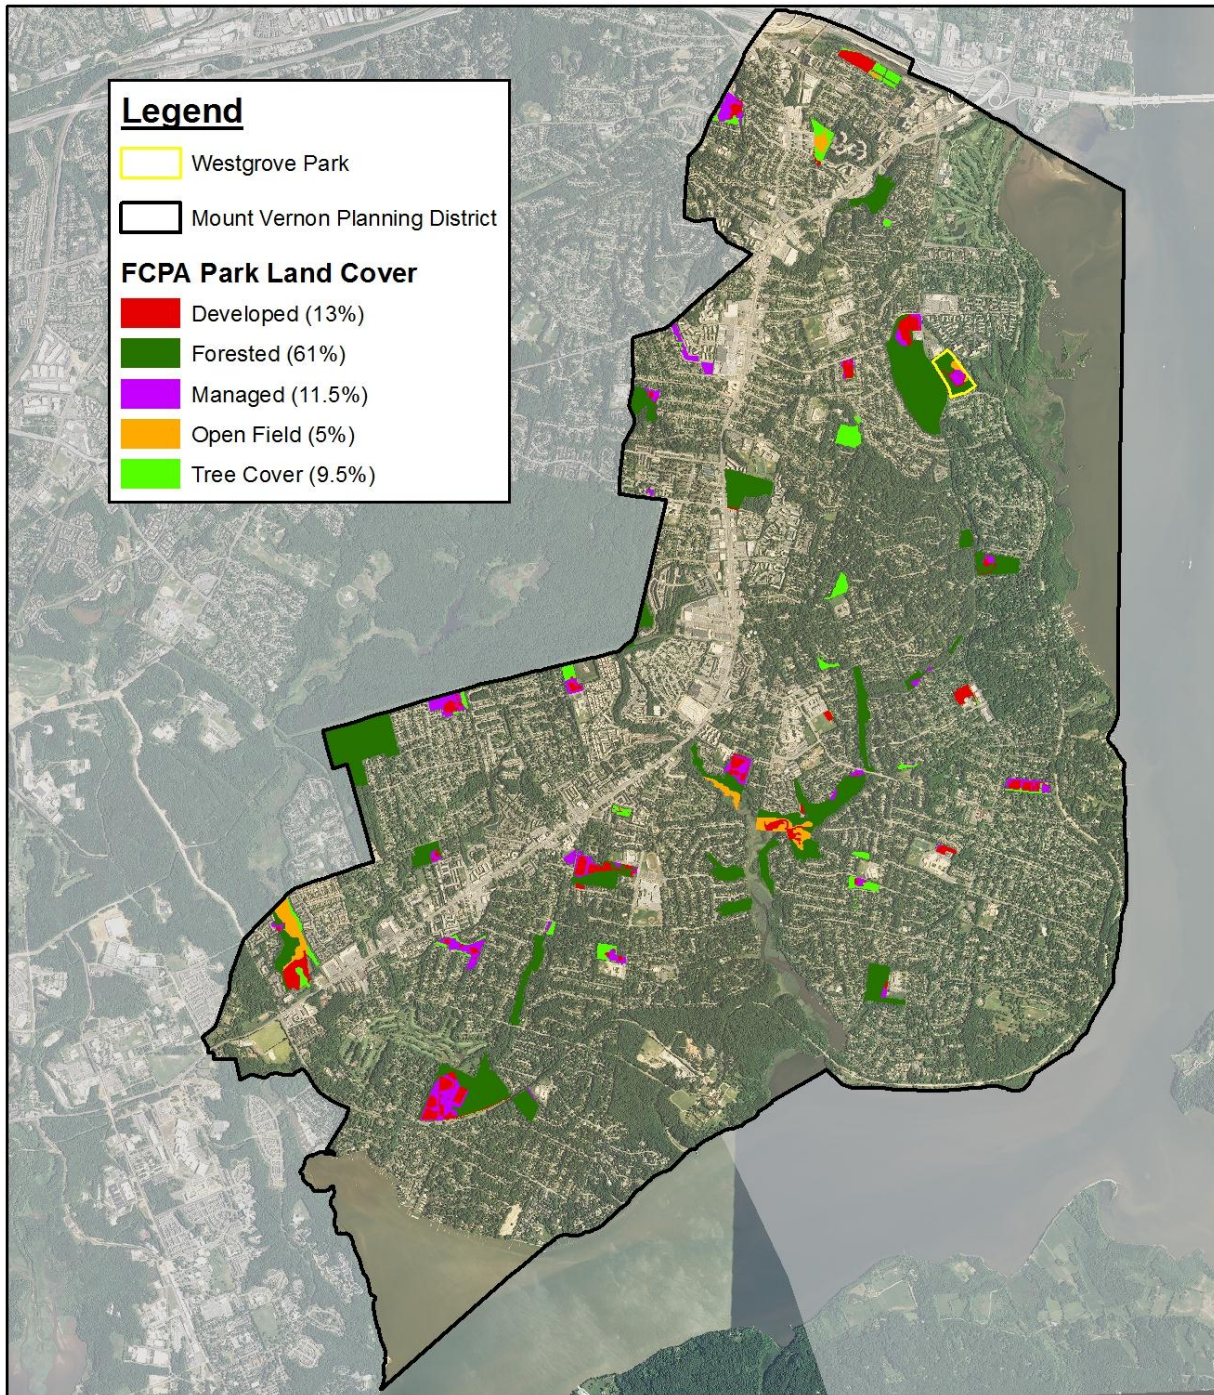 Legend
Westgrove Park
Mount Vernon Planning District
FCPA Park Land Cover
Developed (13%)
Forested (61%)
Managed (11.5%)
Open Field (5%)
Tree Cover (9.5%)